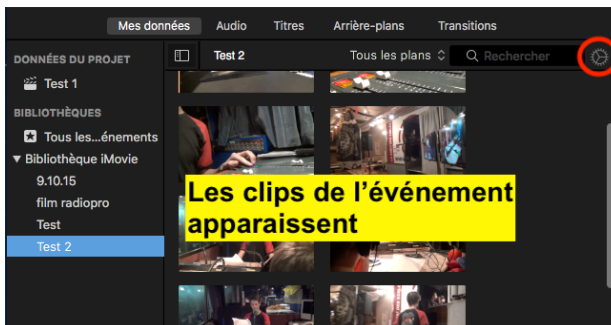 Mes données Audio Titres Arrière-plans Transitions
DONNÉES DU PROJET
Test 2 Tous les plans Rechercher
Test 1
BIBLIOTHÈQUES
Tous les...énements
Bibliothèque iMovie
9.10.15
film radiopro
Test
Test 2
Les clips de l’événement
apparaissent